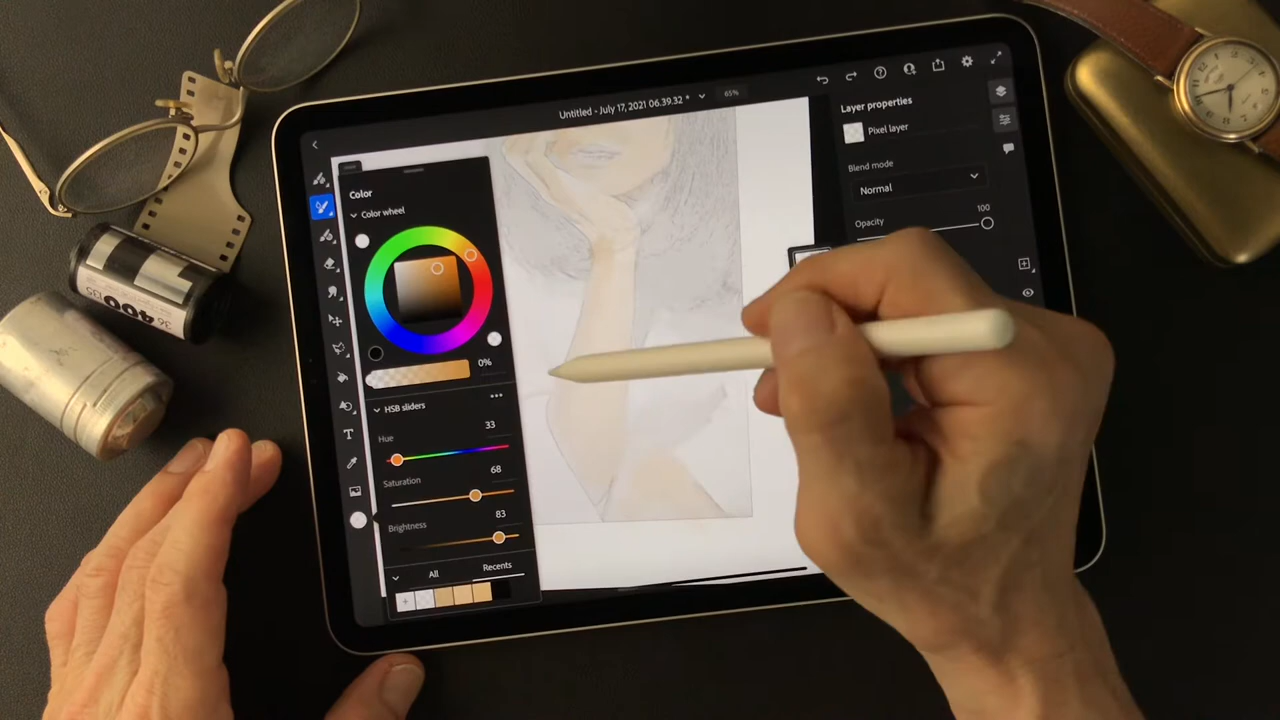 Untitled - July 17, 2021 06.39.32 *
65%
Layer properties
Pixel layer
Blend mode
Normal
Opacity
100
Color
Color wheel
0%
HSB sliders
Hue
33
Saturation
68
Brightness
83
All
Recents
T
400
36